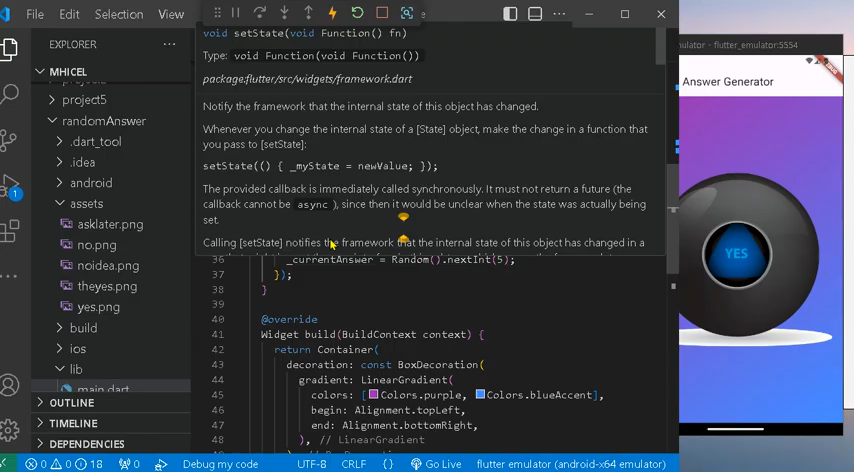 File Edit Selection View
EXPLORER
MHICEL
project5
randomAnswer
.dart_tool
.idea
android
assets
asklater.png
no.png
noidea.png
theyes.png
yes.png
build
ios
lib
main.dart
OUTLINE
TIMELINE
DEPENDENCIES
1
void setState(void Function() fn)
Type: void Function(void Function())
package:flutter/src/widgets/framework.dart
Notify the framework that the internal state of this object has changed.
Whenever you change the internal state of a [State] object, make the change in a function that
you pass to [setState]:
setState(() { _myState = newValue; });
The provided callback is immediately called synchronously. It must not return a future (the
callback cannot be async ), since then it would be unclear when the state was actually being
set.
Calling [setState] notifies the framework that the internal state of this object has changed in a
36 _currentAnswer = Random().nextInt(5);
37 });
38 }
39
40 @override
41 Widget build(BuildContext context) {
42 return Container(
43 decoration: const BoxDecoration(
44 gradient: LinearGradient(
45 colors: [Colors.purple, Colors.blueAccent],
46 begin: Alignment.topLeft,
47 end: Alignment.bottomRight,
48 ), // LinearGradient
0 0 18 0 Debug my code UTF-8 CRLF {} Go Live flutter emulator (android-x64 emulator)
emulator - flutter_emulator:5554
Answer Generator
YES